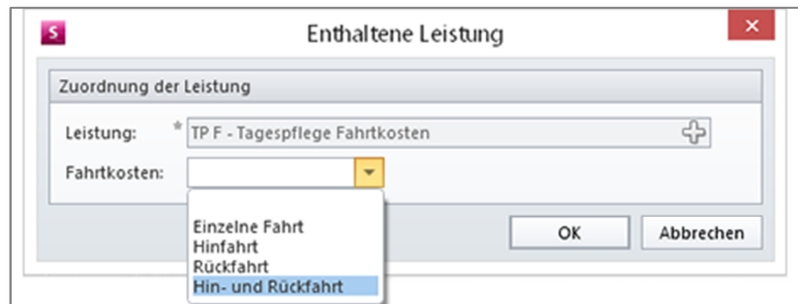 S
Enthaltene Leistung
Zuordnung der Leistung
Leistung: * TP F - Tagespflege Fahrtkosten
Fahrtkosten:
Einzelne Fahrt
Hinfahrt
Rückfahrt
Hin- und Rückfahrt
OK Abbrechen